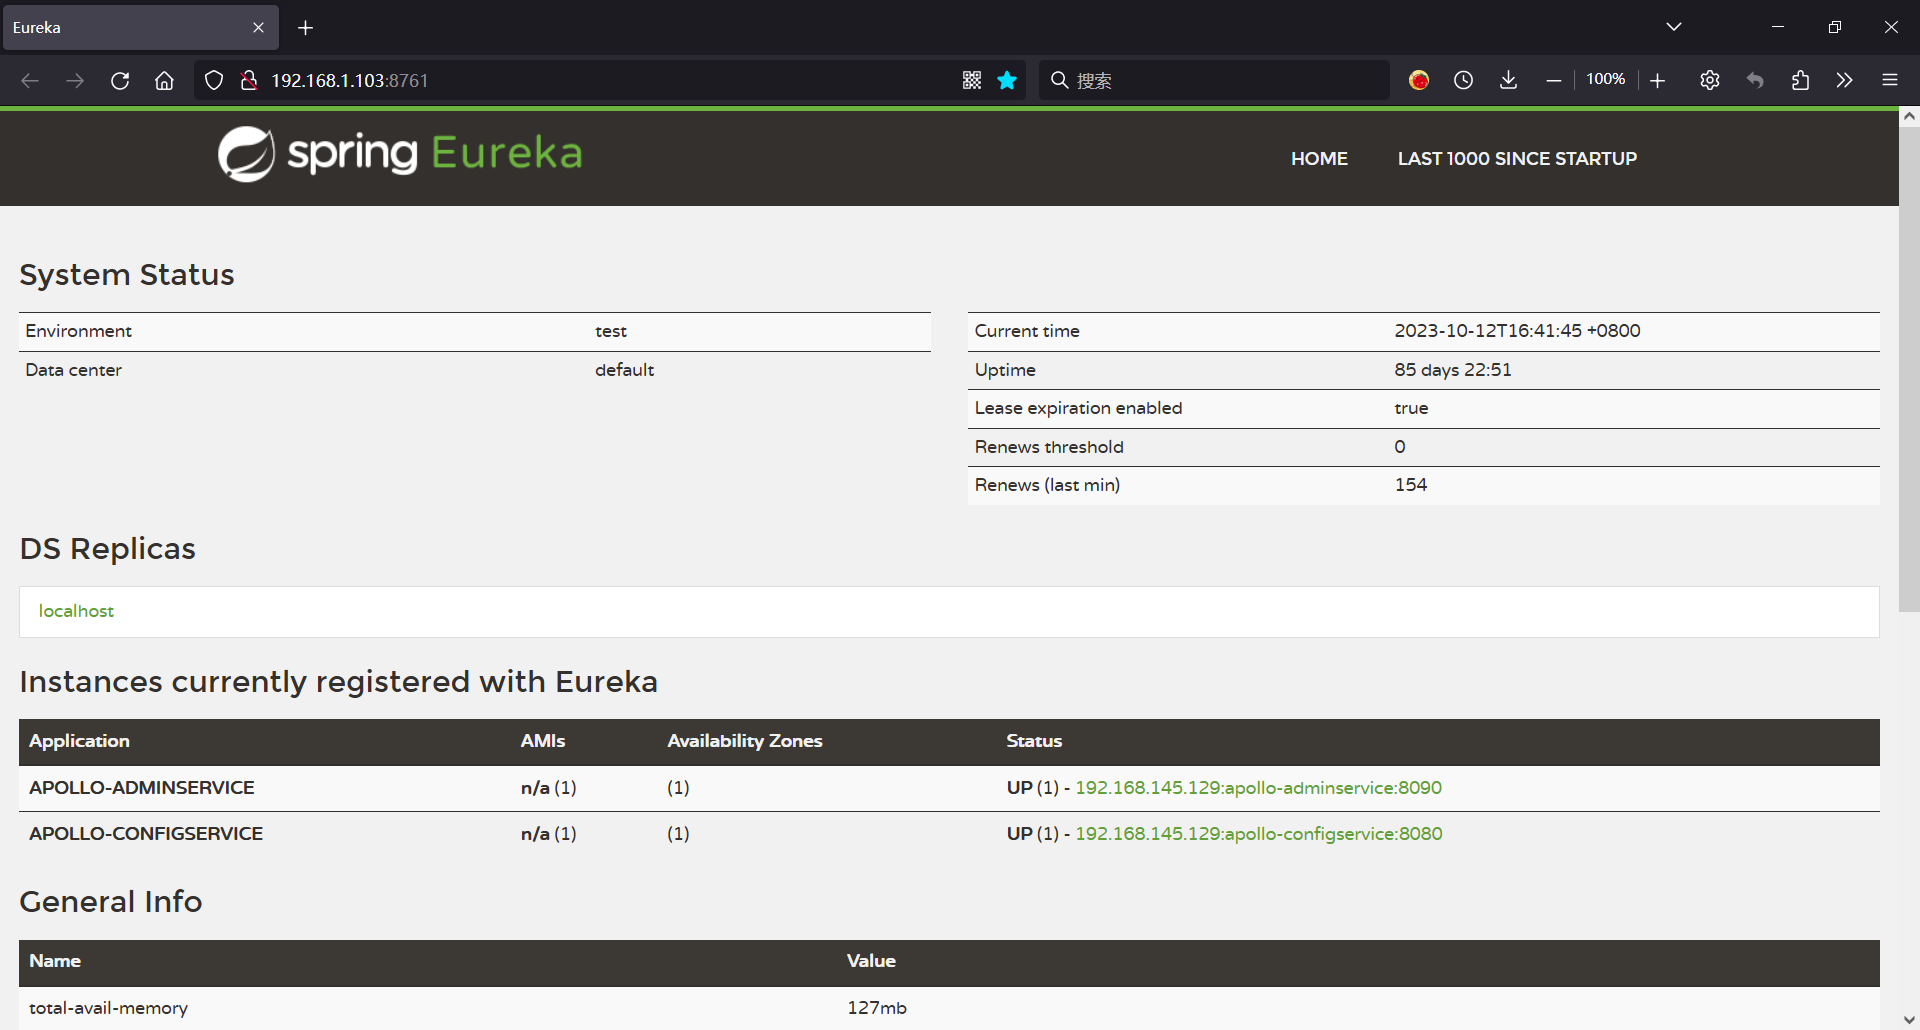 Eureka
192.168.1.103:8761
搜索
100%
spring Eureka
HOME
LAST 1000 SINCE STARTUP
System Status
Environment test
Data center default
Current time 2023-10-12T16:41:45 +0800
Uptime 85 days 22:51
Lease expiration enabled true
Renews threshold 0
Renews (last min) 154
DS Replicas
localhost
Instances currently registered with Eureka
Application AMIs Availability Zones Status
APOLLO-ADMINSERVICE n/a (1) (1) UP (1) - 192.168.145.129:apollo-adminservice:8090
APOLLO-CONFIGSERVICE n/a (1) (1) UP (1) - 192.168.145.129:apollo-configservice:8080
General Info
Name Value
total-avail-memory 127mb